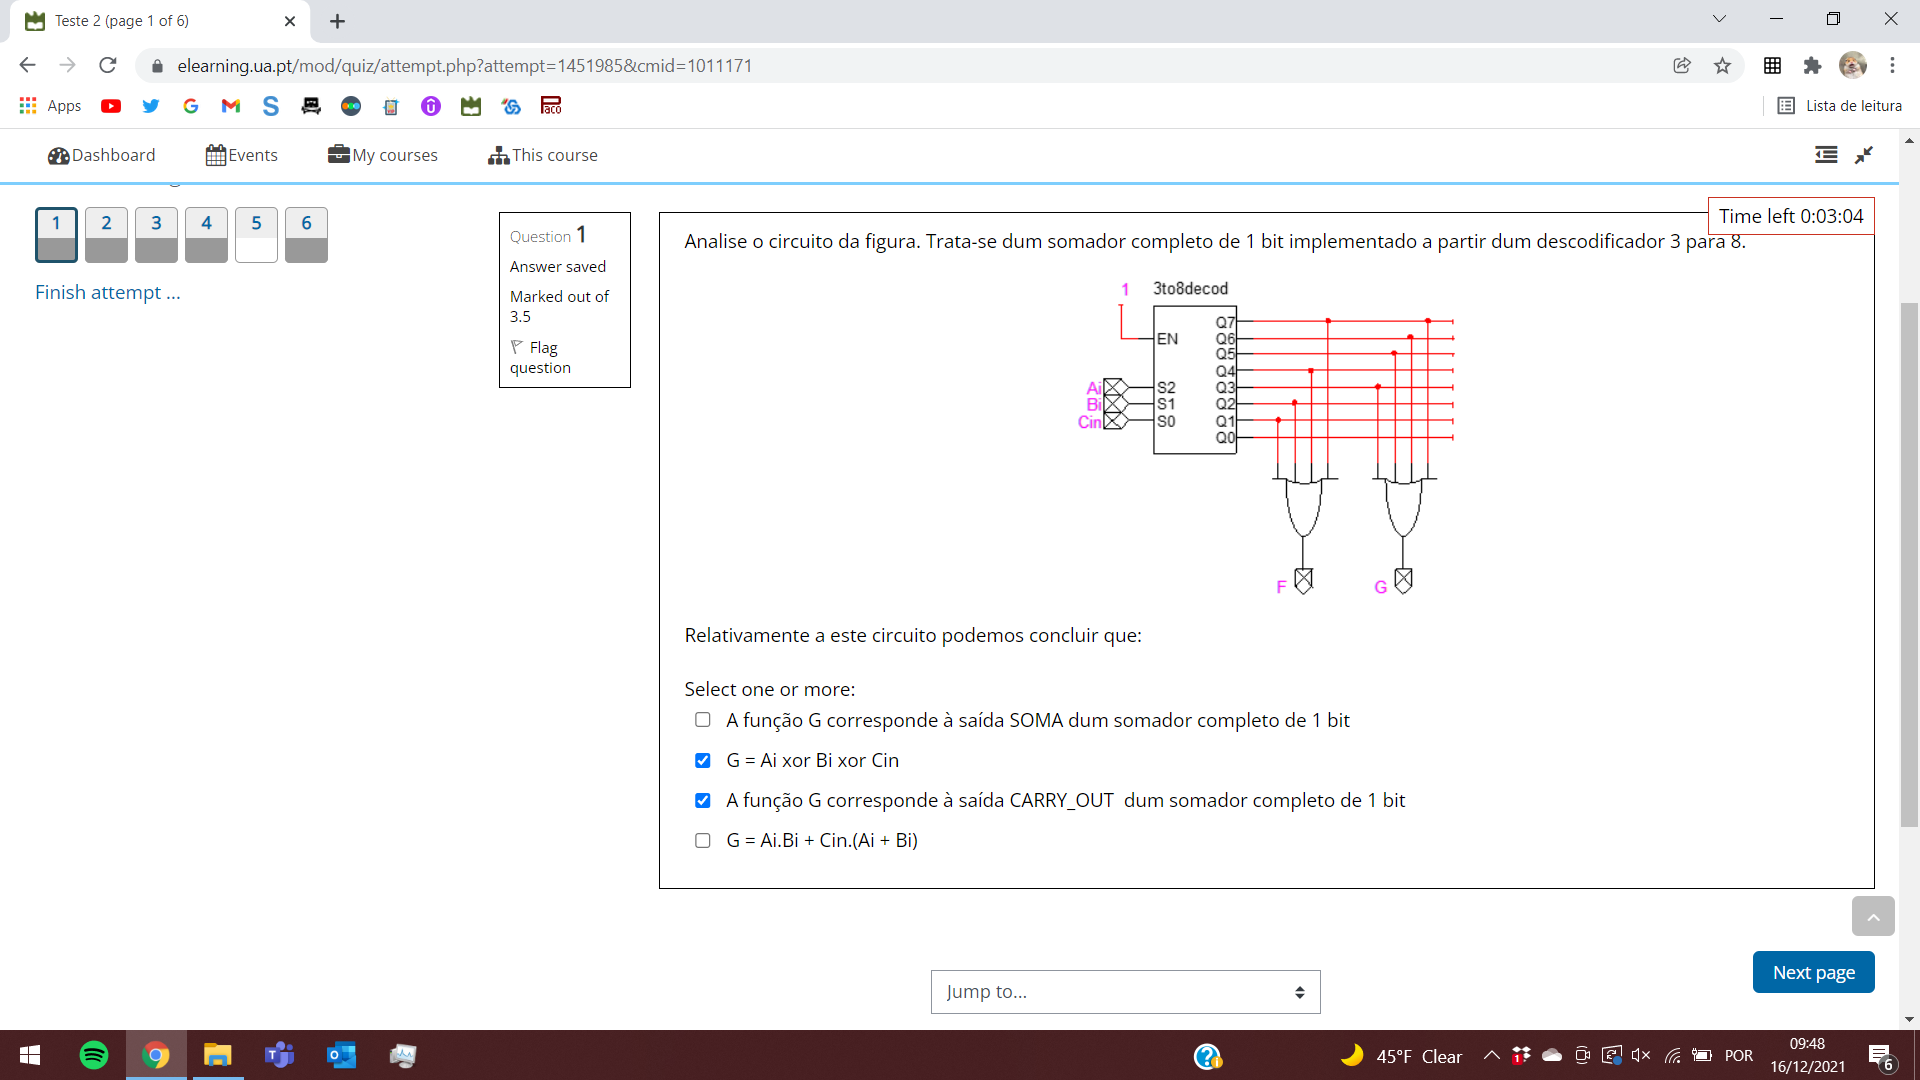 Teste 2 (page 1 of 6)
elearning.ua.pt/mod/quiz/attempt.php?attempt=1451985&cmid=1011171
Apps
Paco
Lista de leitura
Dashboard
Events
My courses
This course
1
2
3
4
5
6
Finish attempt ...
Question 1
Answer saved
Marked out of
3.5
Flag
question
Time left 0:03:04
Analise o circuito da figura. Trata-se dum somador completo de 1 bit implementado a partir dum descodificador 3 para 8.
1
3to8decod
EN
Q7
Q6
Q5
Q4
Q3
Q2
Q1
Q0
Ai
S2
Bi
S1
Cin
S0
F
G
Relativamente a este circuito podemos concluir que:
Select one or more:
A função G corresponde à saída SOMA dum somador completo de 1 bit
G = Ai xor Bi xor Cin
A função G corresponde à saída CARRY_OUT dum somador completo de 1 bit
G = Ai.Bi + Cin.(Ai + Bi)
Next page
Jump to...
45°F Clear
POR
09:48
16/12/2021
6